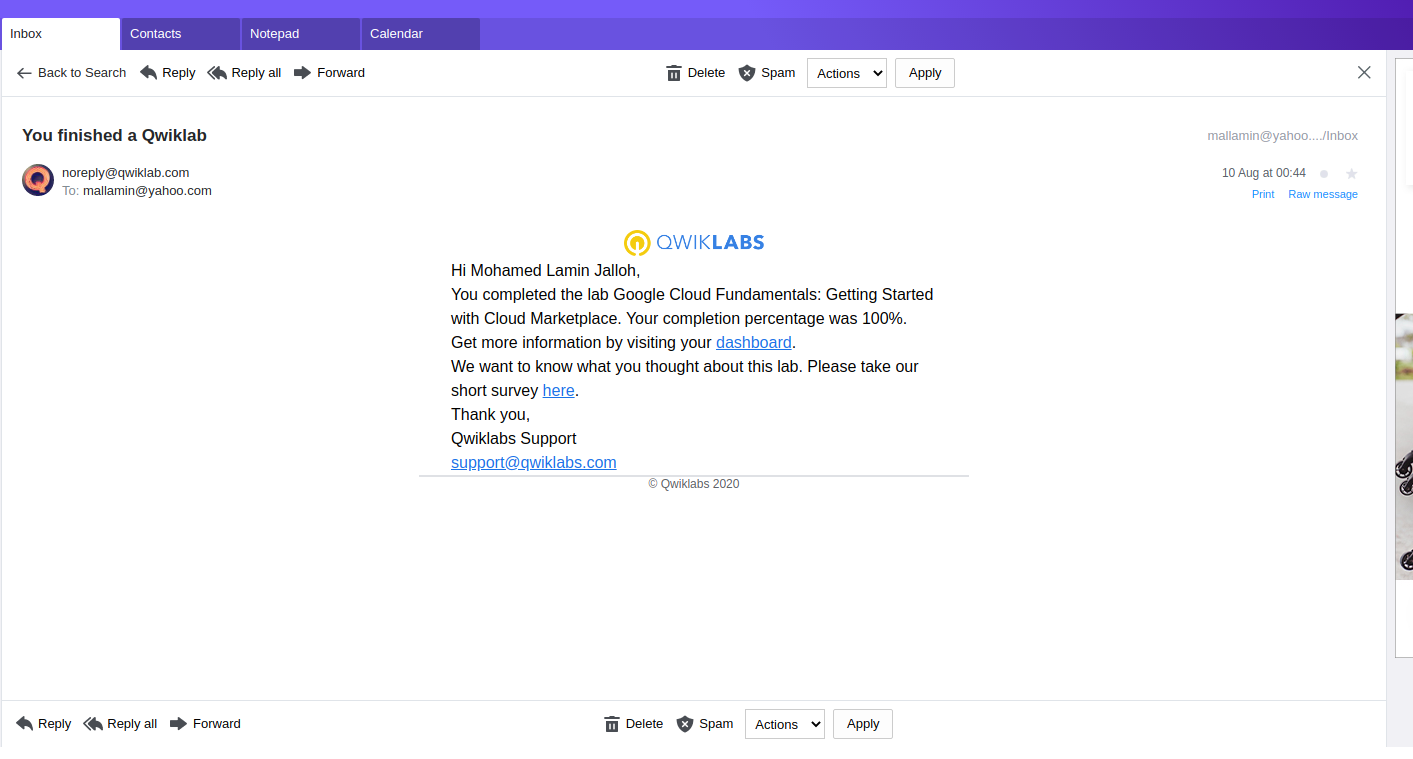 Inbox
Contacts
Notepad
Calendar
Back to Search Reply Reply all Forward Delete Spam Actions Apply
You finished a Qwiklab
mallamin@yahoo..../Inbox
noreply@qwiklab.com
10 Aug at 00:44
To: mallamin@yahoo.com
Print Raw message
QWIKLABS
Hi Mohamed Lamin Jalloh,
You completed the lab Google Cloud Fundamentals: Getting Started
with Cloud Marketplace. Your completion percentage was 100%.
Get more information by visiting your dashboard.
We want to know what you thought about this lab. Please take our
short survey here.
Thank you,
Qwiklabs Support
support@qwiklabs.com
© Qwiklabs 2020
Reply Reply all Forward Delete Spam Actions Apply